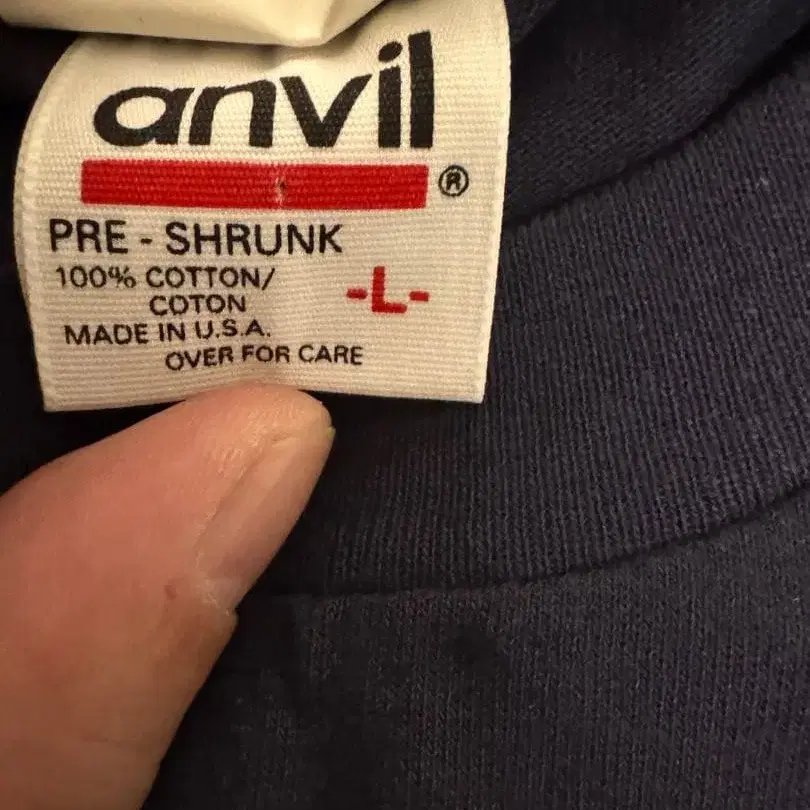 anvil®
PRE - SHRUNK
100% COTTON/
COTON
-L-
MADE IN U.S.A.
OVER FOR CARE